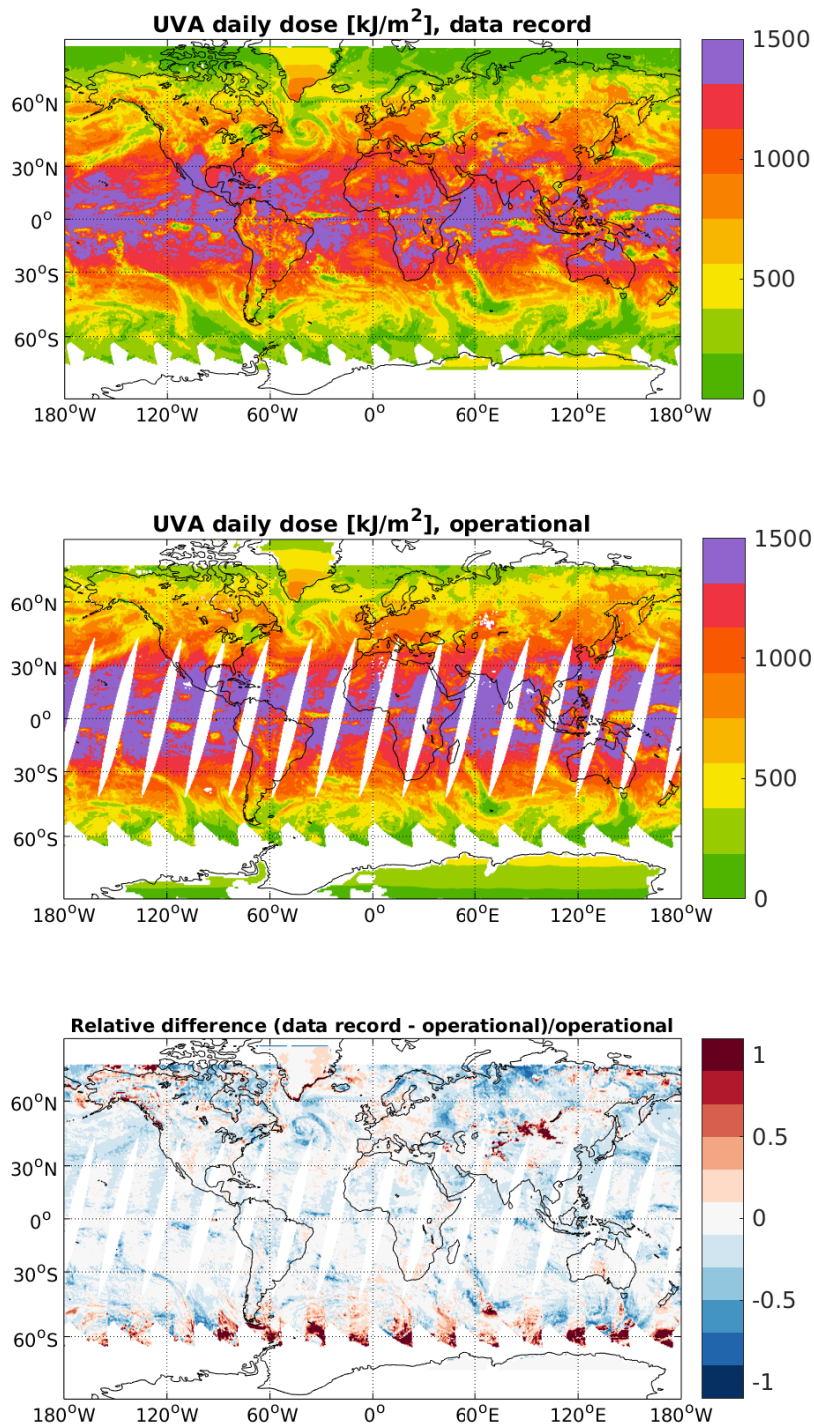 UVA daily dose [kJ/m²], data record
1500
1000
500
0
60°N
30°N
0°
30°S
60°S
180°W 120°W 60°W 0° 60°E 120°E 180°W
UVA daily dose [kJ/m²], operational
1500
1000
500
0
60°N
30°N
0°
30°S
60°S
180°W 120°W 60°W 0° 60°E 120°E 180°W
Relative difference (data record - operational)/operational
1
0.5
0
-0.5
-1
60°N
30°N
0°
30°S
60°S
180°W 120°W 60°W 0° 60°E 120°E 180°W